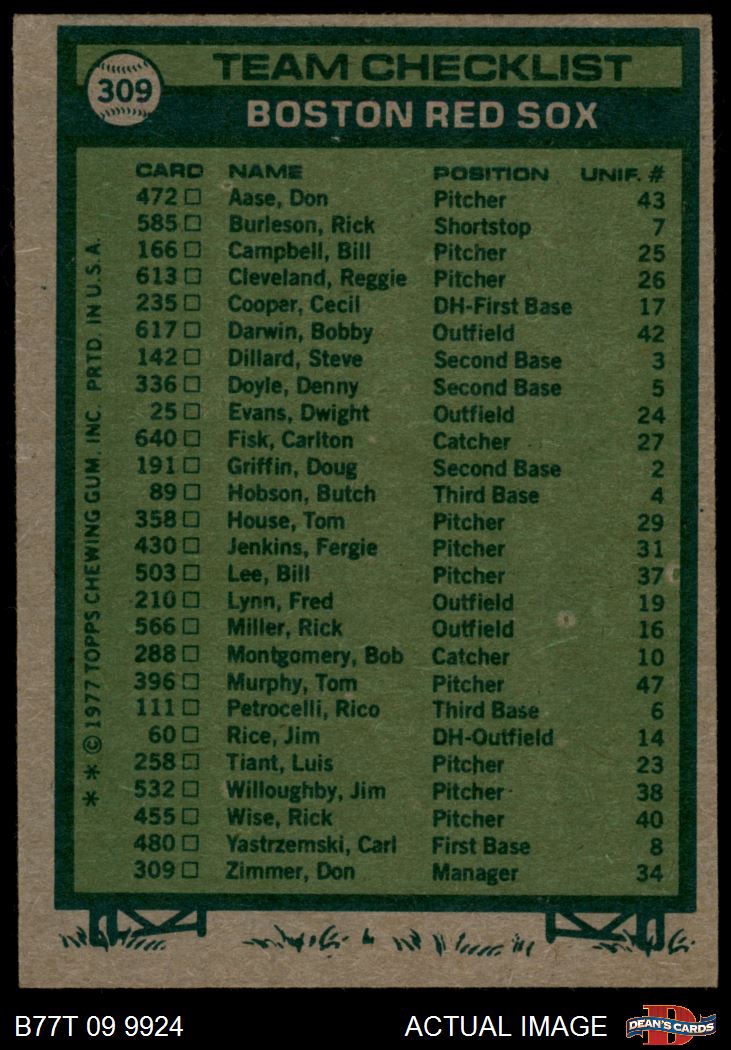 309
TEAM CHECKLIST
BOSTON RED SOX
CARD NAME POSITION UNIF. #
472 □ Aase, Don Pitcher 43
585 □ Burleson, Rick Shortstop 7
166 □ Campbell, Bill Pitcher 25
613 □ Cleveland, Reggie Pitcher 26
235 □ Cooper, Cecil DH-First Base 17
617 □ Darwin, Bobby Outfield 42
142 □ Dillard, Steve Second Base 3
336 □ Doyle, Denny Second Base 5
25 □ Evans, Dwight Outfield 24
640 □ Fisk, Carlton Catcher 27
191 □ Griffin, Doug Second Base 2
89 □ Hobson, Butch Third Base 4
358 □ House, Tom Pitcher 29
430 □ Jenkins, Fergie Pitcher 31
503 □ Lee, Bill Pitcher 37
210 □ Lynn, Fred Outfield 19
566 □ Miller, Rick Outfield 16
288 □ Montgomery, Bob Catcher 10
396 □ Murphy, Tom Pitcher 47
111 □ Petrocelli, Rico Third Base 6
60 □ Rice, Jim DH-Outfield 14
258 □ Tiant, Luis Pitcher 23
532 □ Willoughby, Jim Pitcher 38
455 □ Wise, Rick Pitcher 40
480 □ Yastrzemski, Carl First Base 8
309 □ Zimmer, Don Manager 34
* * © 1977 TOPPS CHEWING GUM, INC. PRTD. IN U.S.A.
B77T 09 9924 ACTUAL IMAGE
DEAN'S CARDS